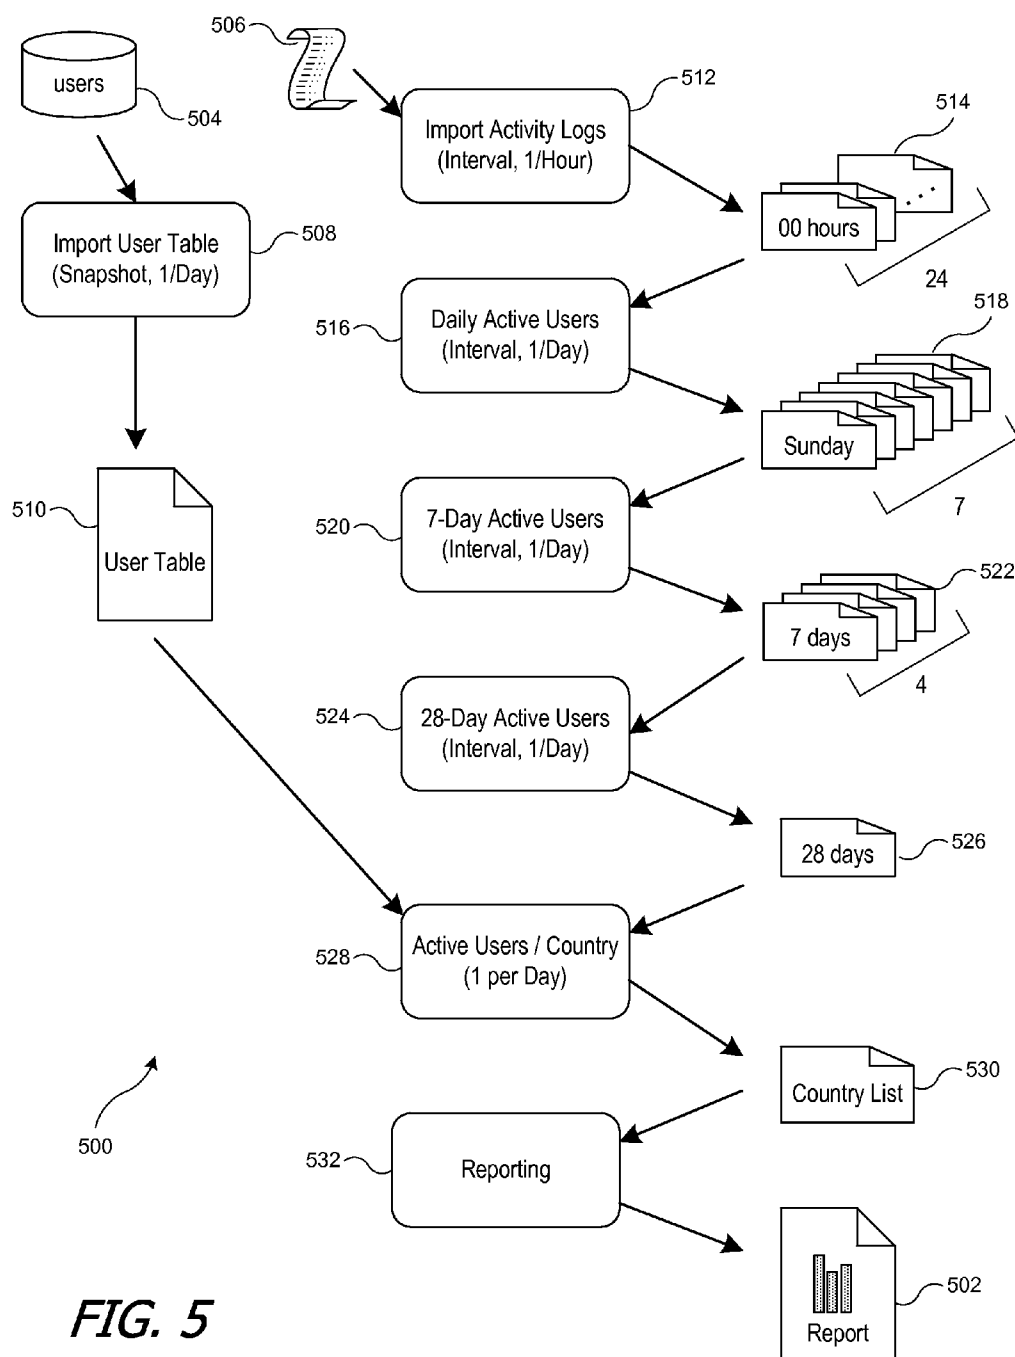 506
users
504
512
Import Activity Logs
(Interval, 1/Hour)
514
00 hours
24
Import User Table
(Snapshot, 1/Day)
508
516
Daily Active Users
(Interval, 1/Day)
518
Sunday
7
510
User Table
520
7-Day Active Users
(Interval, 1/Day)
522
7 days
4
524
28-Day Active Users
(Interval, 1/Day)
28 days
526
528
Active Users / Country
(1 per Day)
530
Country List
500
532
Reporting
502
Report
FIG. 5